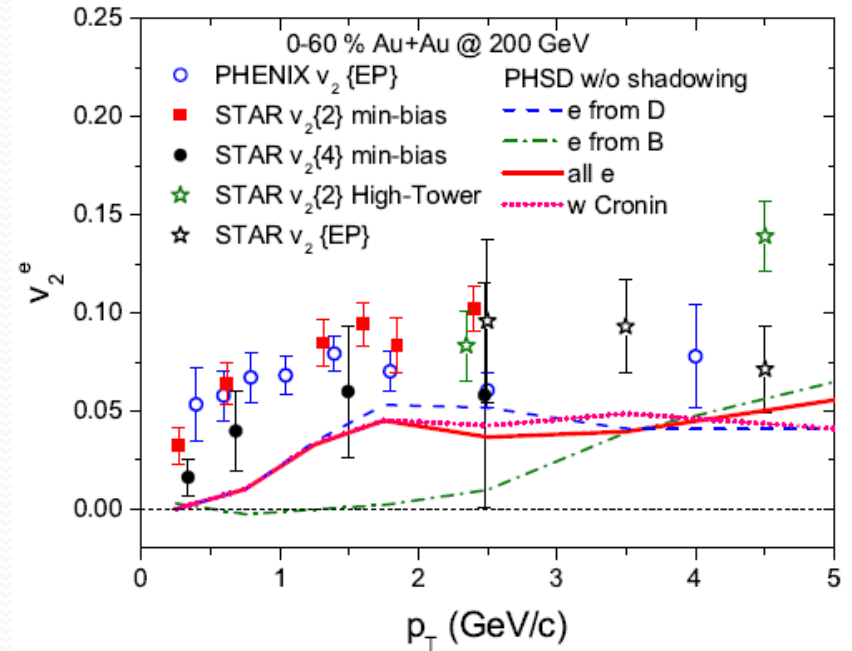 0-60 % Au+Au @ 200 GeV
PHENIX v₂ {EP}
STAR v₂{2} min-bias
STAR v₂{4} min-bias
STAR v₂{2} High-Tower
STAR v₂ {EP}
PHSD w/o shadowing
e from D
e from B
all e
w Cronin
0.25
0.20
0.15
0.10
0.05
0.00
v₂ᵉ
0 1 2 3 4 5
p_T (GeV/c)